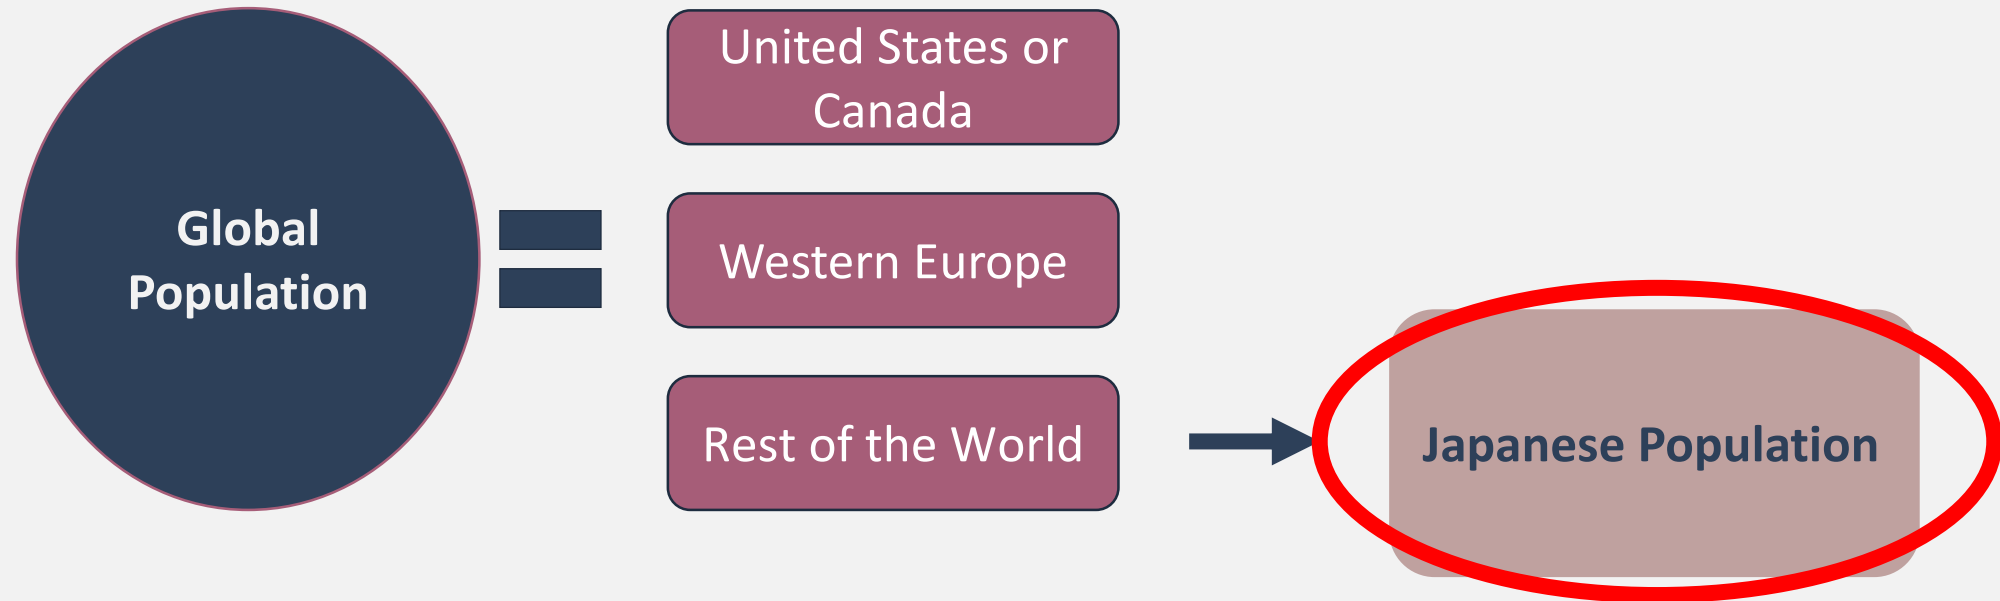 Global
Population
United States or
Canada
Western Europe
Rest of the World
Japanese Population